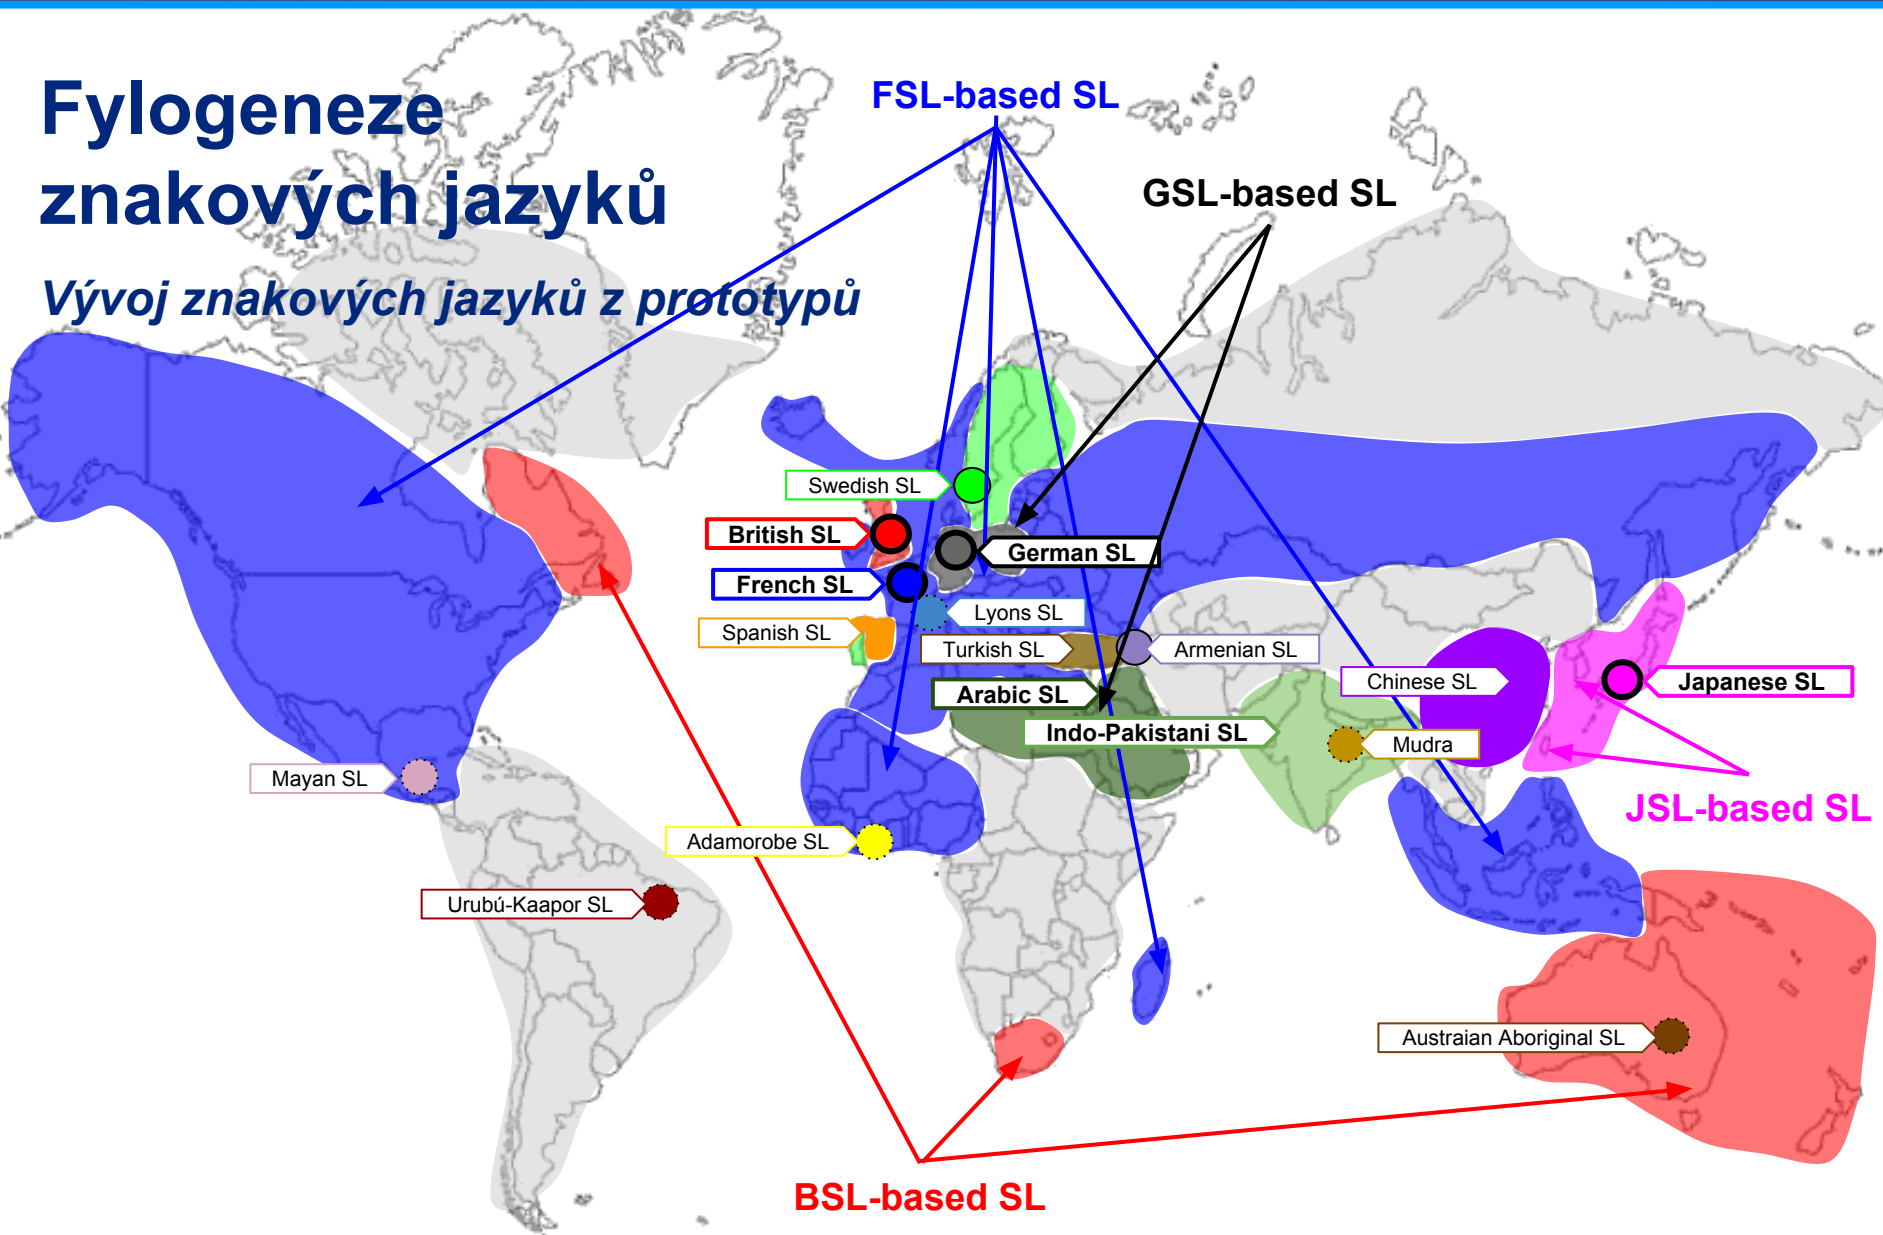 Fylogeneze
znakových jazyků
Vývoj znakových jazyků z prototypů
FSL-based SL
GSL-based SL
Swedish SL
British SL
German SL
French SL
Lyons SL
Spanish SL
Turkish SL
Armenian SL
Arabic SL
Chinese SL
Japanese SL
Indo-Pakistani SL
Mudra
Mayan SL
JSL-based SL
Adamorobe SL
Urubú-Kaapor SL
Austraian Aboriginal SL
BSL-based SL